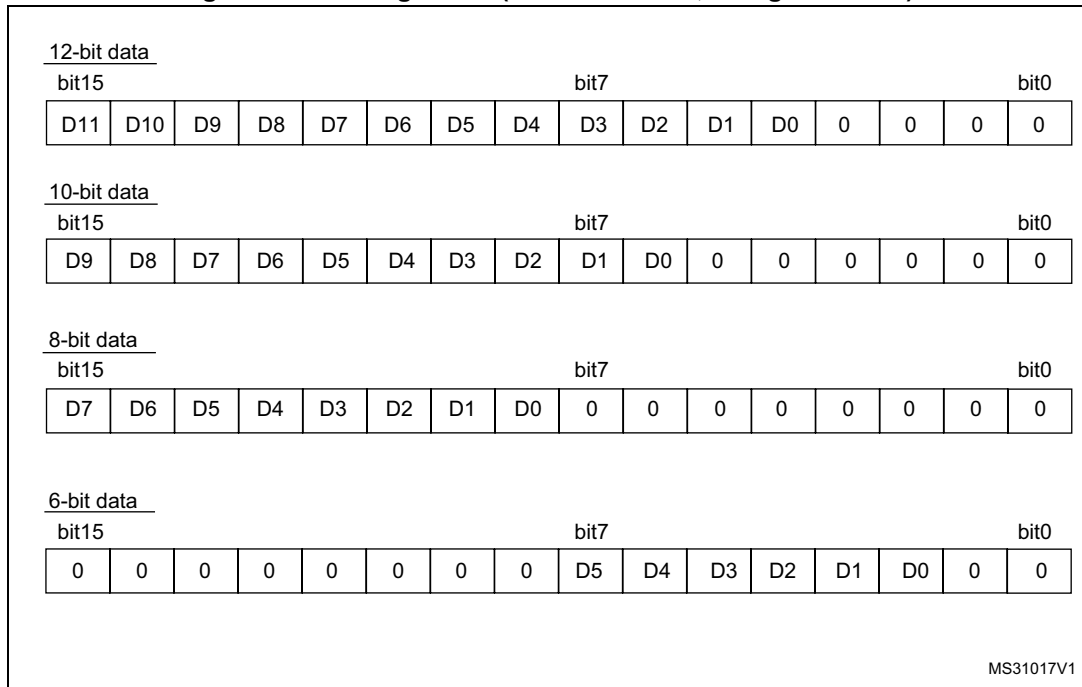 12-bit data
bit15 bit7 bit0
D11 D10 D9 D8 D7 D6 D5 D4 D3 D2 D1 D0 0 0 0 0
10-bit data
bit15 bit7 bit0
D9 D8 D7 D6 D5 D4 D3 D2 D1 D0 0 0 0 0 0 0
8-bit data
bit15 bit7 bit0
D7 D6 D5 D4 D3 D2 D1 D0 0 0 0 0 0 0 0 0
6-bit data
bit15 bit7 bit0
0 0 0 0 0 0 0 0 D5 D4 D3 D2 D1 D0 0 0
MS31017V1